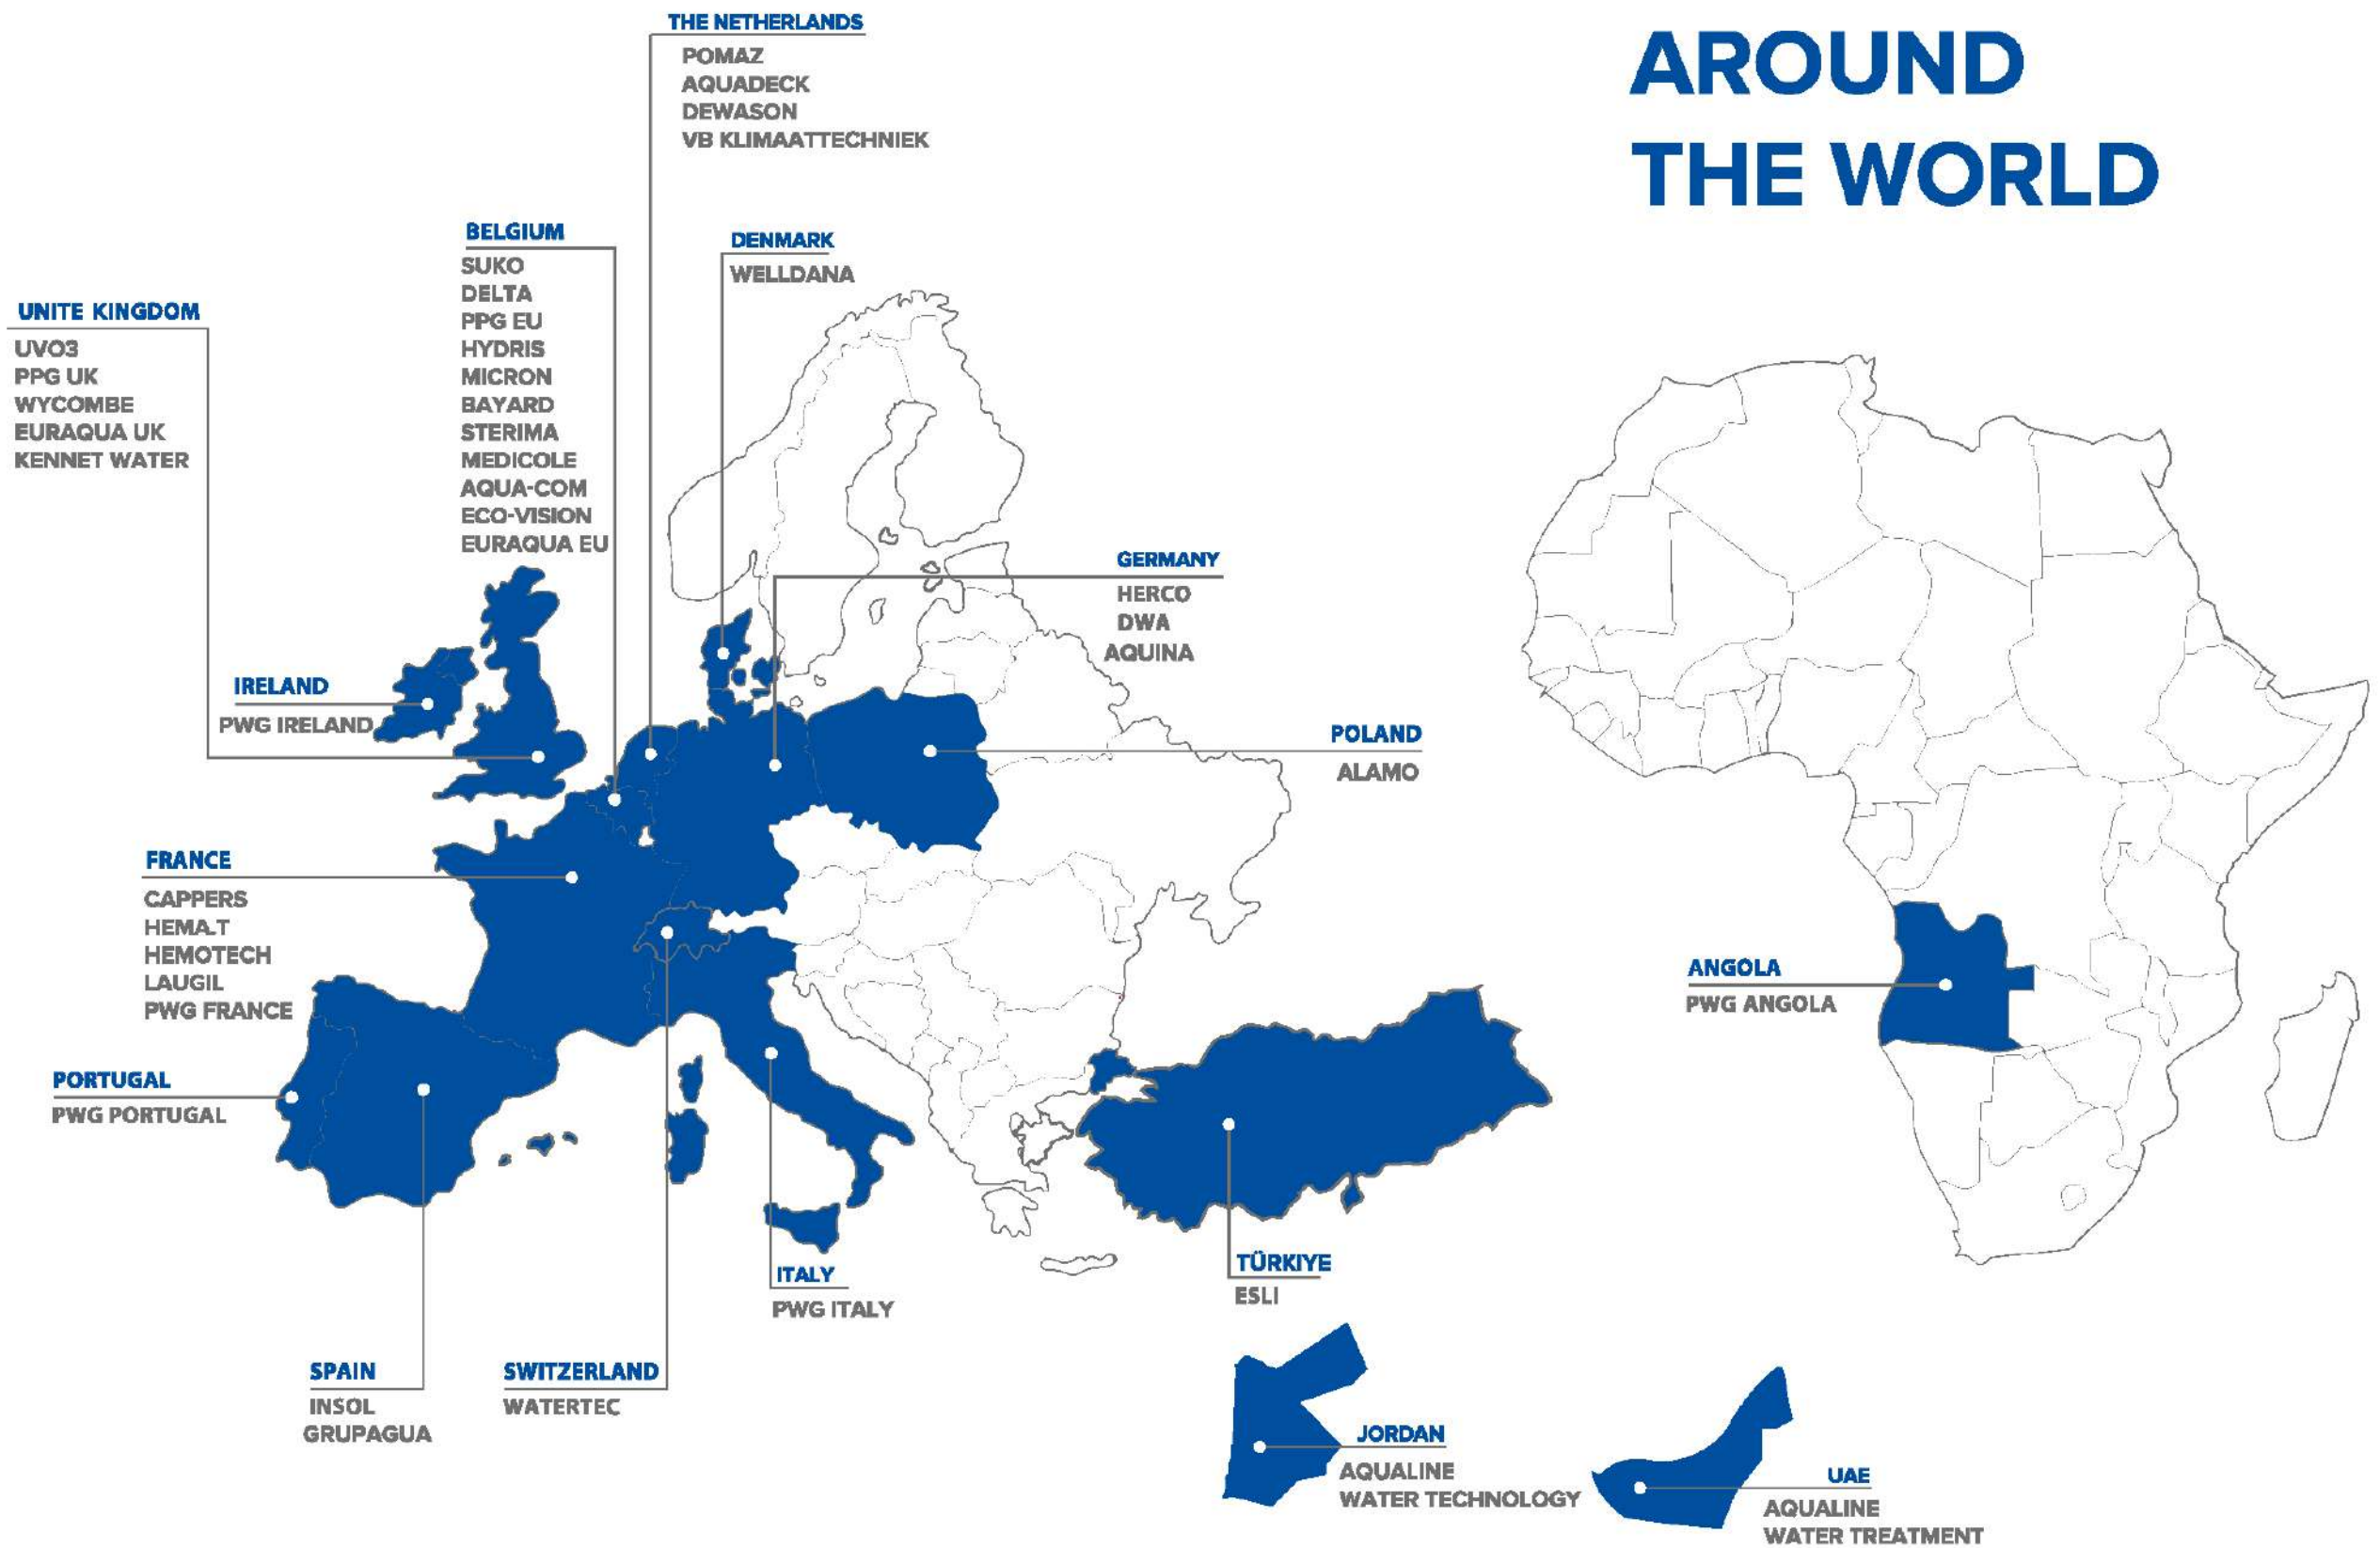 AROUND
THE WORLD
THE NETHERLANDS
POMAZ
AQUADECK
DEWASON
VB KLIMAATTECHNIEK
BELGIUM
SUKO
DELTA
PPG EU
HYDRIS
MICRON
BAYARD
STERIMA
MEDICOLE
AQUA-COM
ECO-VISION
EURAQUA EU
DENMARK
WELLDANA
UNITE KINGDOM
UVO3
PPG UK
WYCOMBE
EURAQUA UK
KENNET WATER
GERMANY
HERCO
DWA
AQUINA
IRELAND
PWG IRELAND
POLAND
ALAMO
FRANCE
CAPPERS
HEMA.T
HEMOTECH
LAUGIL
PWG FRANCE
ANGOLA
PWG ANGOLA
PORTUGAL
PWG PORTUGAL
ITALY
PWG ITALY
TÜRKIYE
ESLI
SPAIN
INSOL
GRUPAGUA
SWITZERLAND
WATERTEC
JORDAN
AQUALINE
WATER TECHNOLOGY
UAE
AQUALINE
WATER TREATMENT